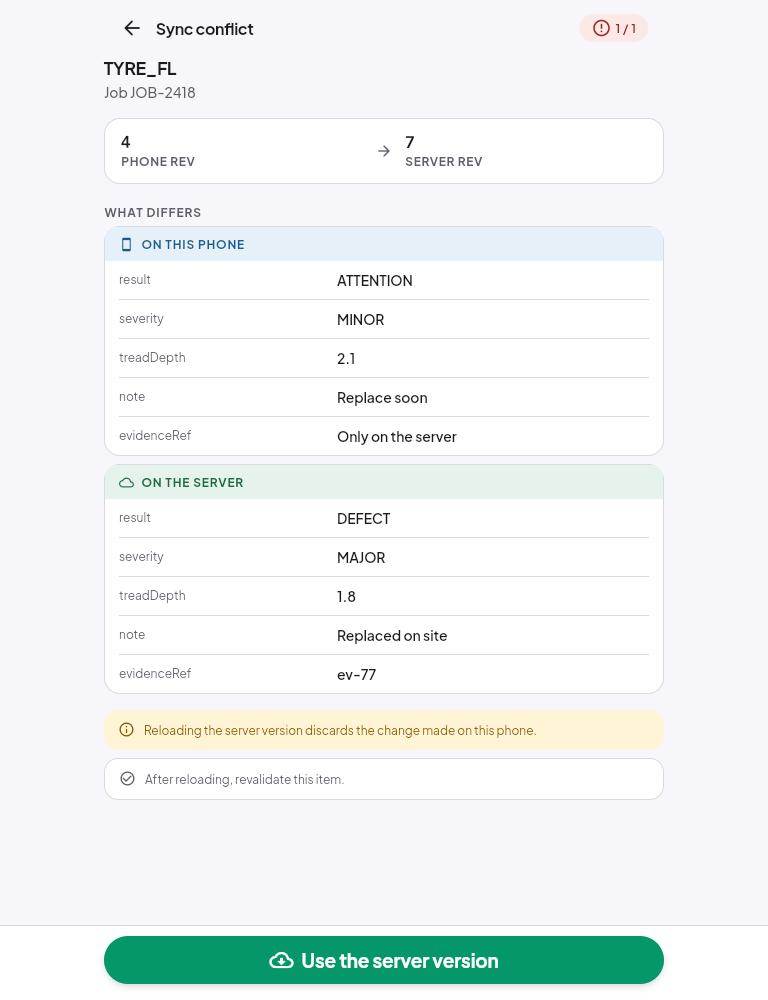 Sync conflict
1 / 1
TYRE_FL
Job JOB-2418
4
PHONE REV
7
SERVER REV
WHAT DIFFERS
ON THIS PHONE
result ATTENTION
severity MINOR
treadDepth 2.1
note Replace soon
evidenceRef Only on the server
ON THE SERVER
result DEFECT
severity MAJOR
treadDepth 1.8
note Replaced on site
evidenceRef ev-77
Reloading the server version discards the change made on this phone.
After reloading, revalidate this item.
Use the server version